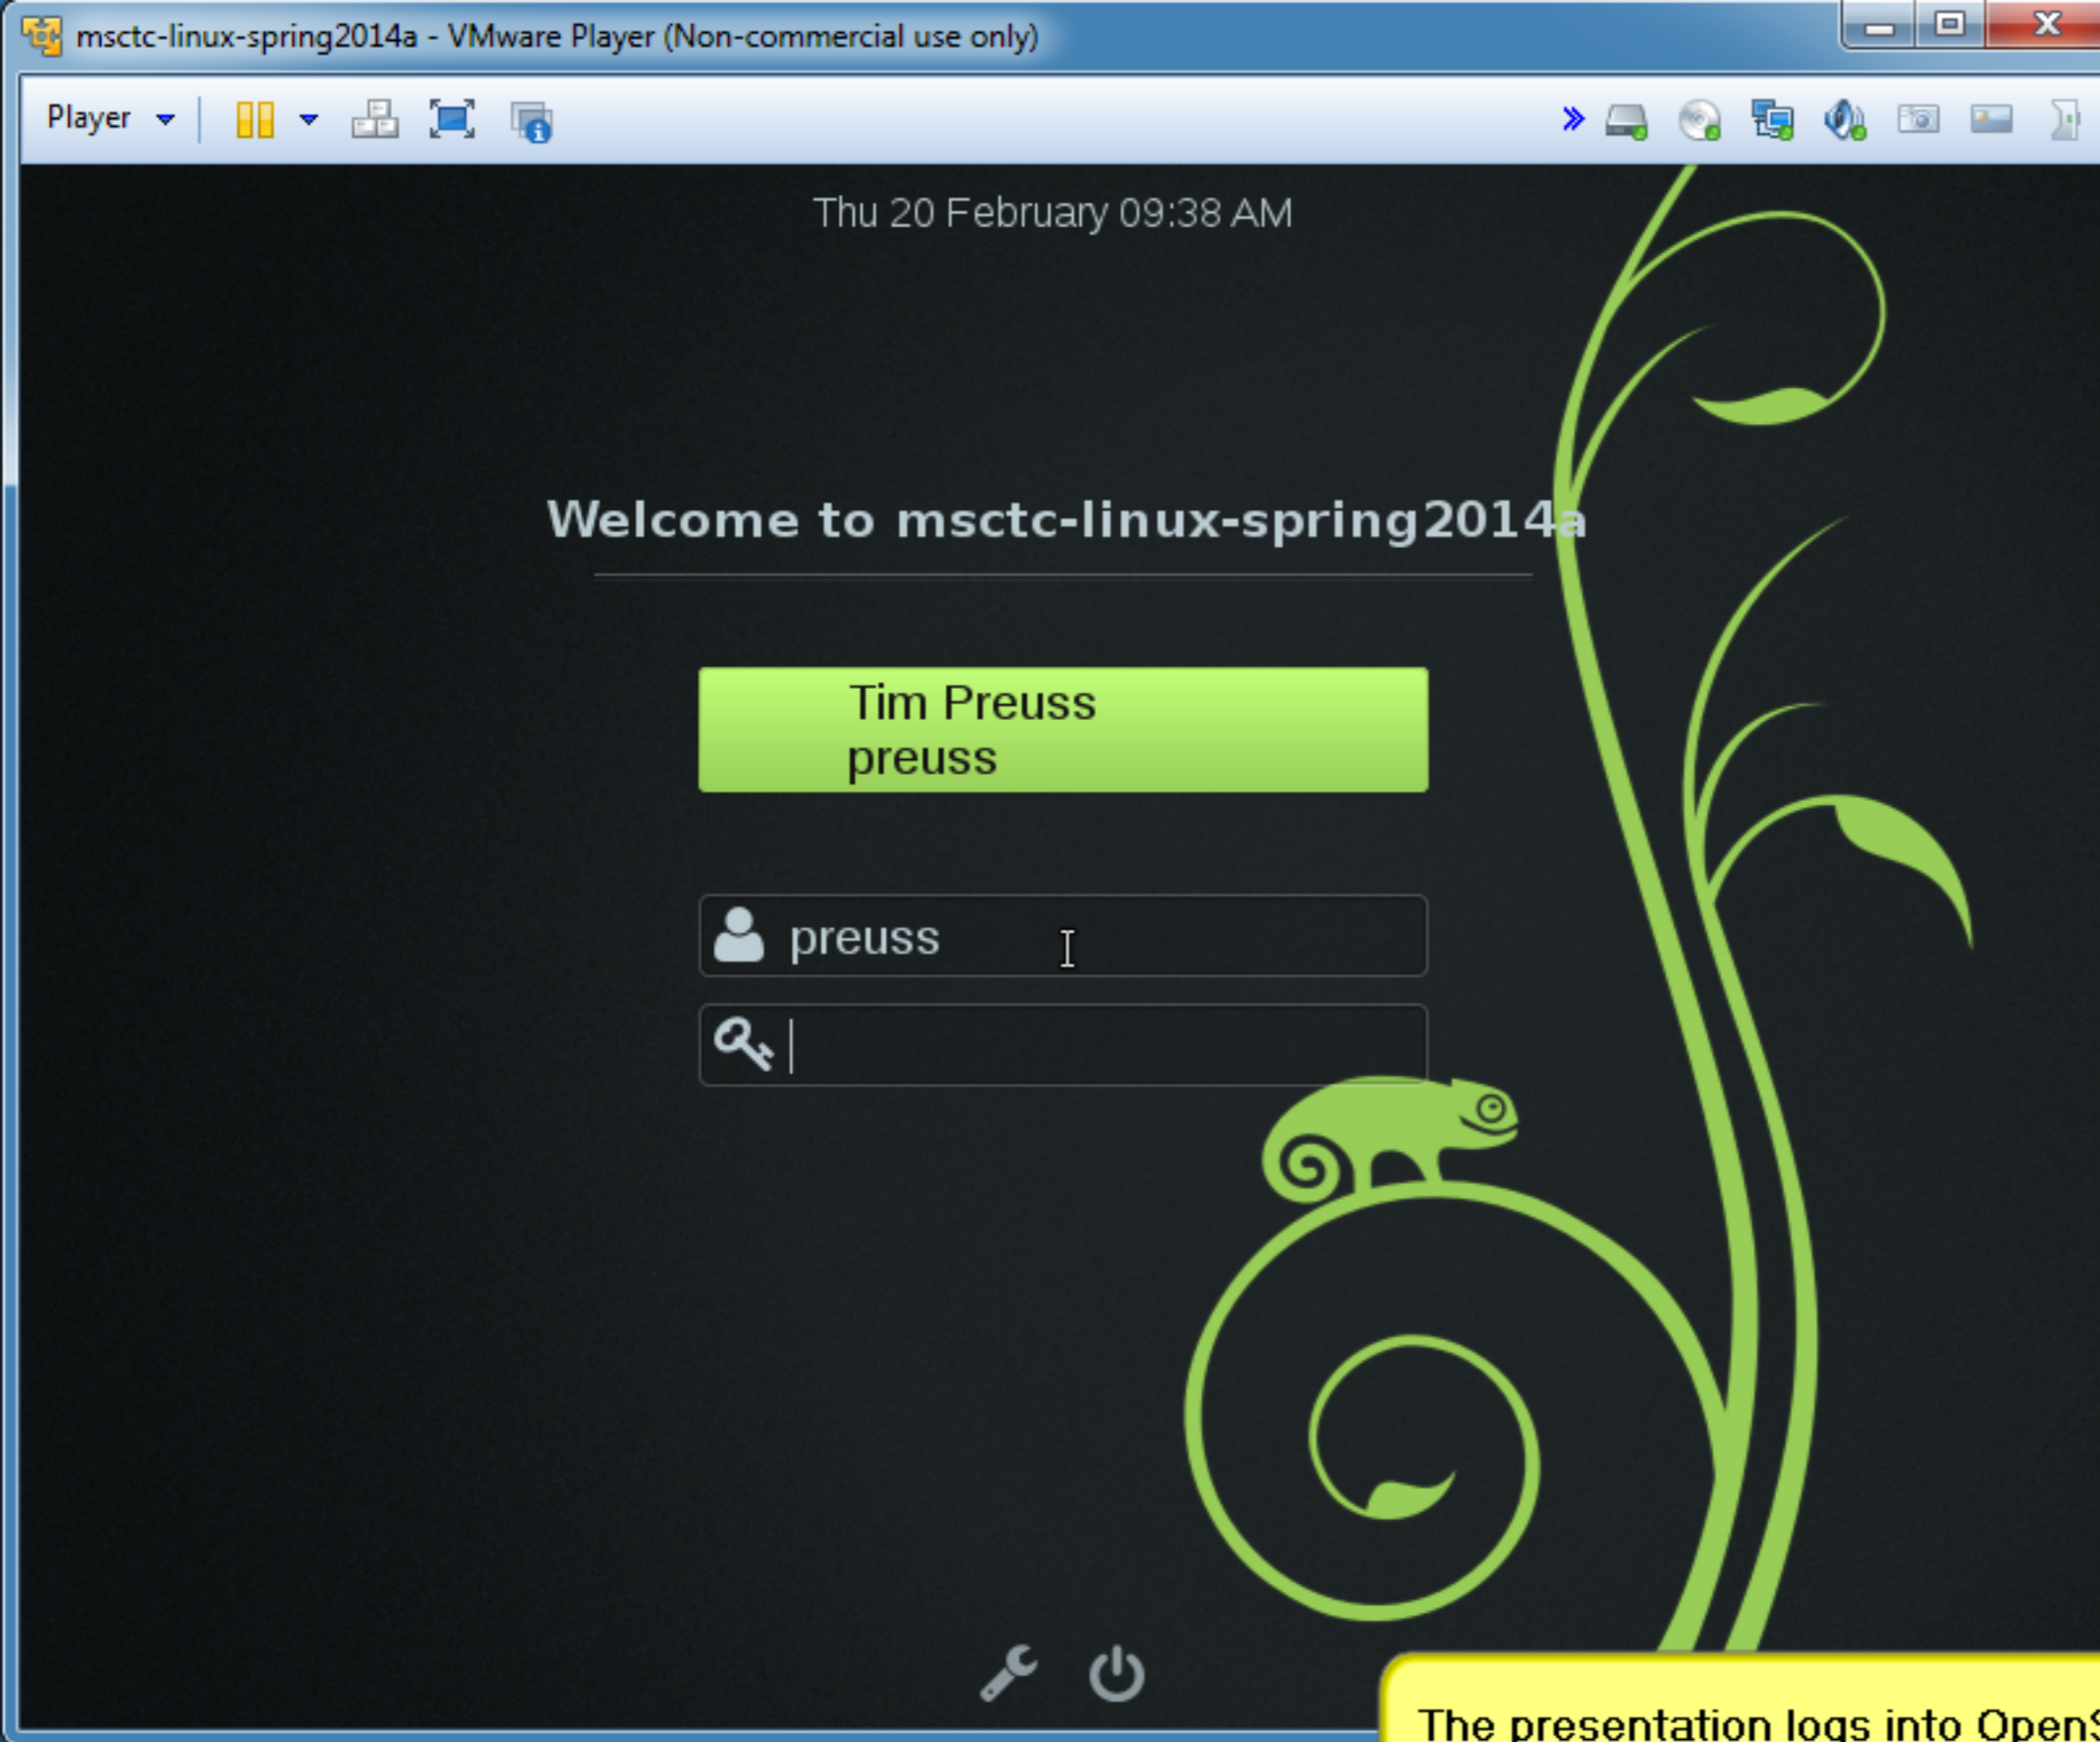 msctc-linux-spring2014a - VMware Player (Non-commercial use only)
Player
Thu 20 February 09:38 AM
Welcome to msctc-linux-spring2014a
Tim Preuss
preuss
preuss
The presentation logs into Open